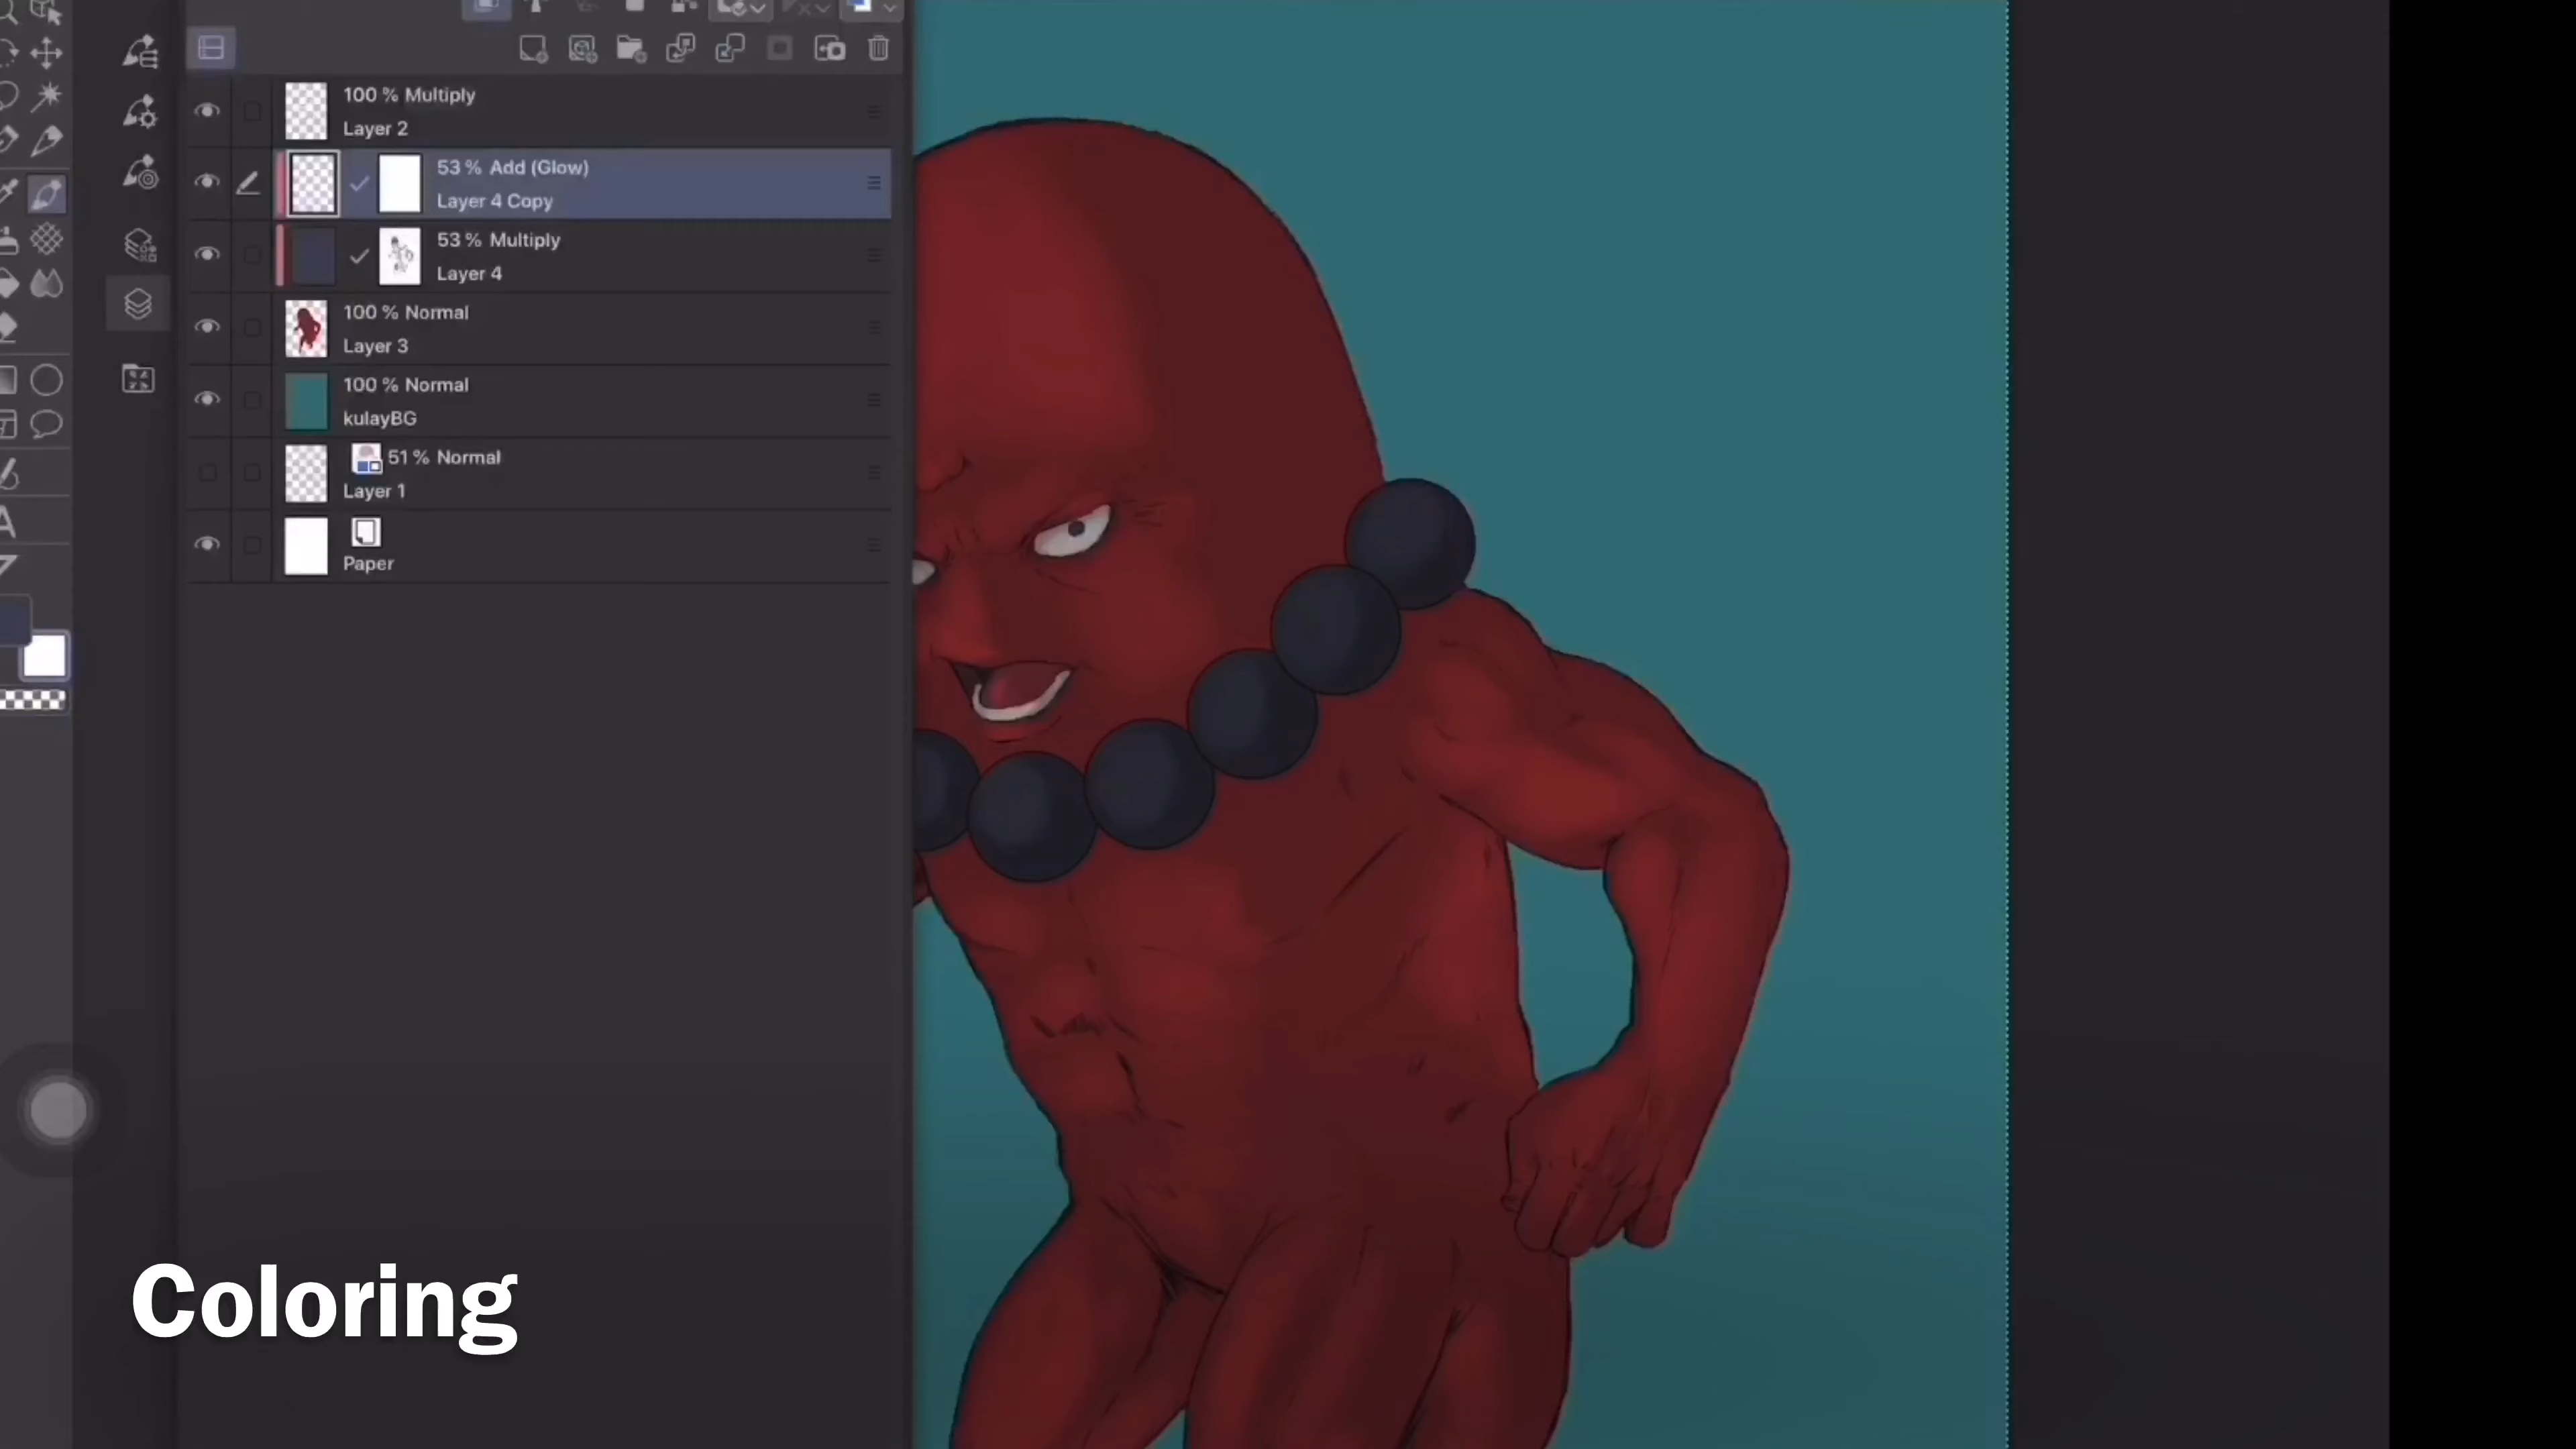 100 % Multiply
Layer 2
53 % Add (Glow)
Layer 4 Copy
53 % Multiply
Layer 4
100 % Normal
Layer 3
100 % Normal
kulayBG
51 % Normal
Layer 1
Paper
A
Coloring